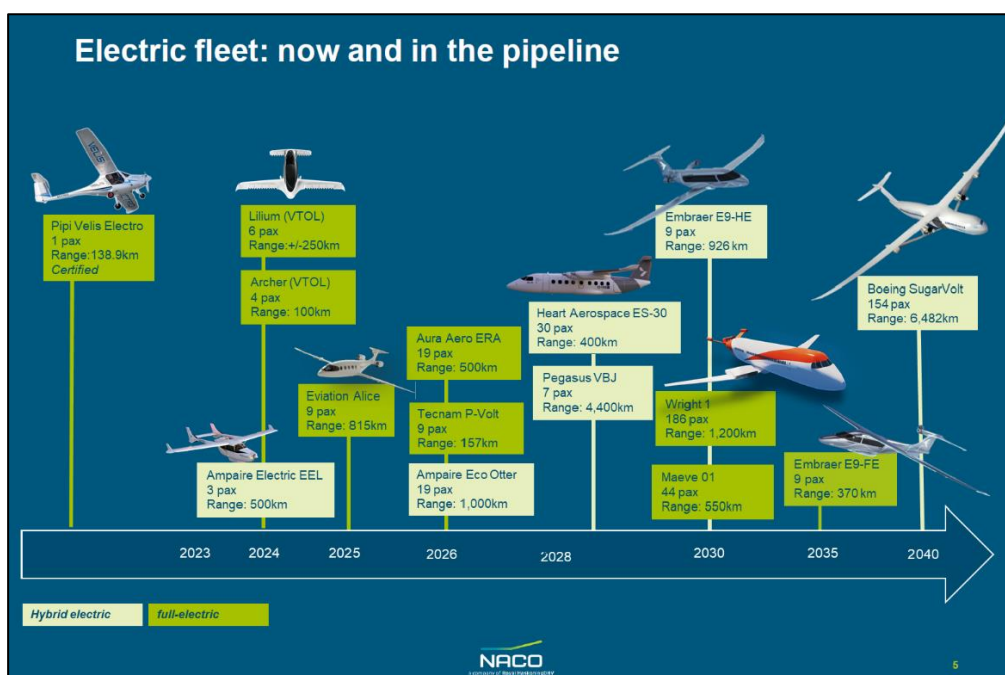 Electric fleet: now and in the pipeline
Pipi Velis Electro
1 pax
Range:138.9km
Certified
Lilium (VTOL)
6 pax
Range:+/-250km
Archer (VTOL)
4 pax
Range: 100km
Ampaire Electric EEL
3 pax
Range: 500km
Eviation Alice
9 pax
Range: 815km
Aura Aero ERA
19 pax
Range: 500km
Tecnam P-Volt
9 pax
Range: 157km
Ampaire Eco Otter
19 pax
Range: 1,000km
Heart Aerospace ES-30
30 pax
Range: 400km
Pegasus VBJ
7 pax
Range: 4,400km
Embraer E9-HE
9 pax
Range: 926 km
Wright 1
186 pax
Range: 1,200km
Maeve 01
44 pax
Range: 550km
Embraer E9-FE
9 pax
Range: 370 km
Boeing SugarVolt
154 pax
Range: 6,482km
2023
2024
2025
2026
2028
2030
2035
2040
Hybrid electric
full-electric
NACO
a company of Royal HaskoningDHV
5
VELIS